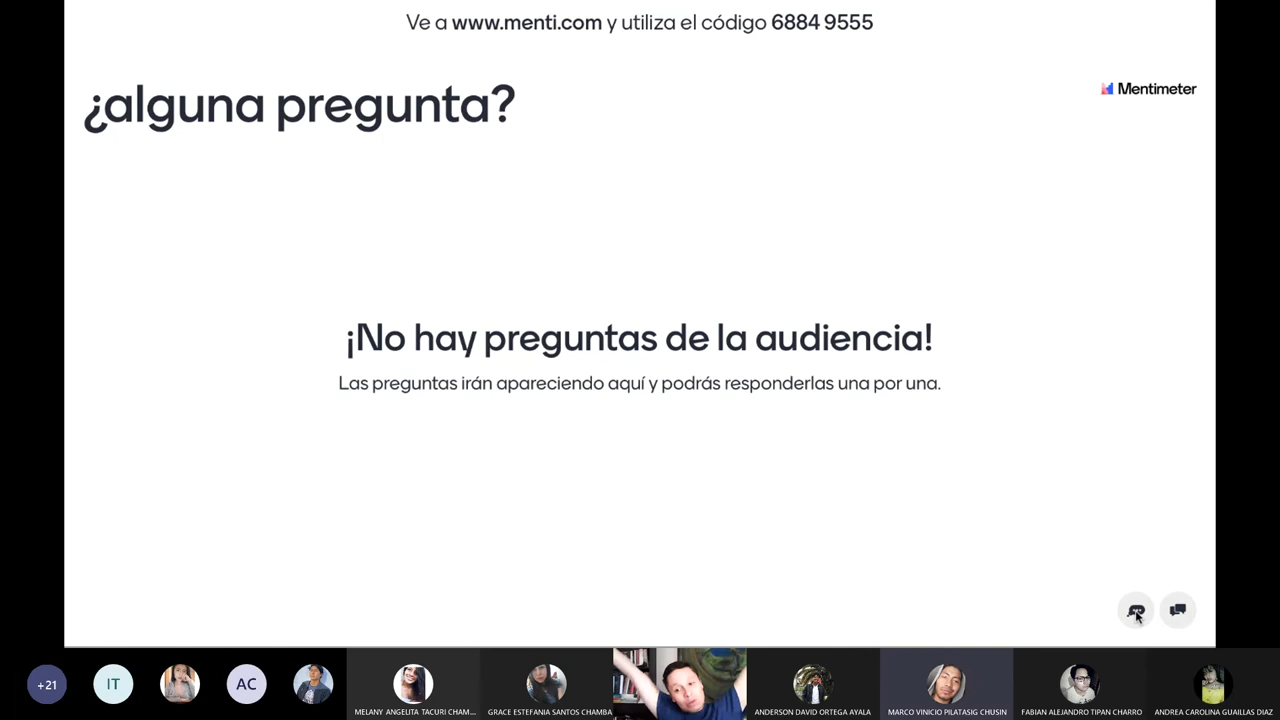 Ve a www.menti.com y utiliza el código 6884 9555
¿alguna pregunta?
Mentimeter
¡No hay preguntas de la audiencia!
Las preguntas irán apareciendo aquí y podrás responderlas una por una.
+21
IT
AC
MELANY ANGELITA TACURI CHAM...
GRACE ESTEFANIA SANTOS CHAMBA
ANDERSON DAVID ORTEGA AYALA
MARCO VINICIO PILATASIG CHUSIN
FABIAN ALEJANDRO TIPAN CHARRO
ANDREA CAROLINA GUAILLAS DIAZ